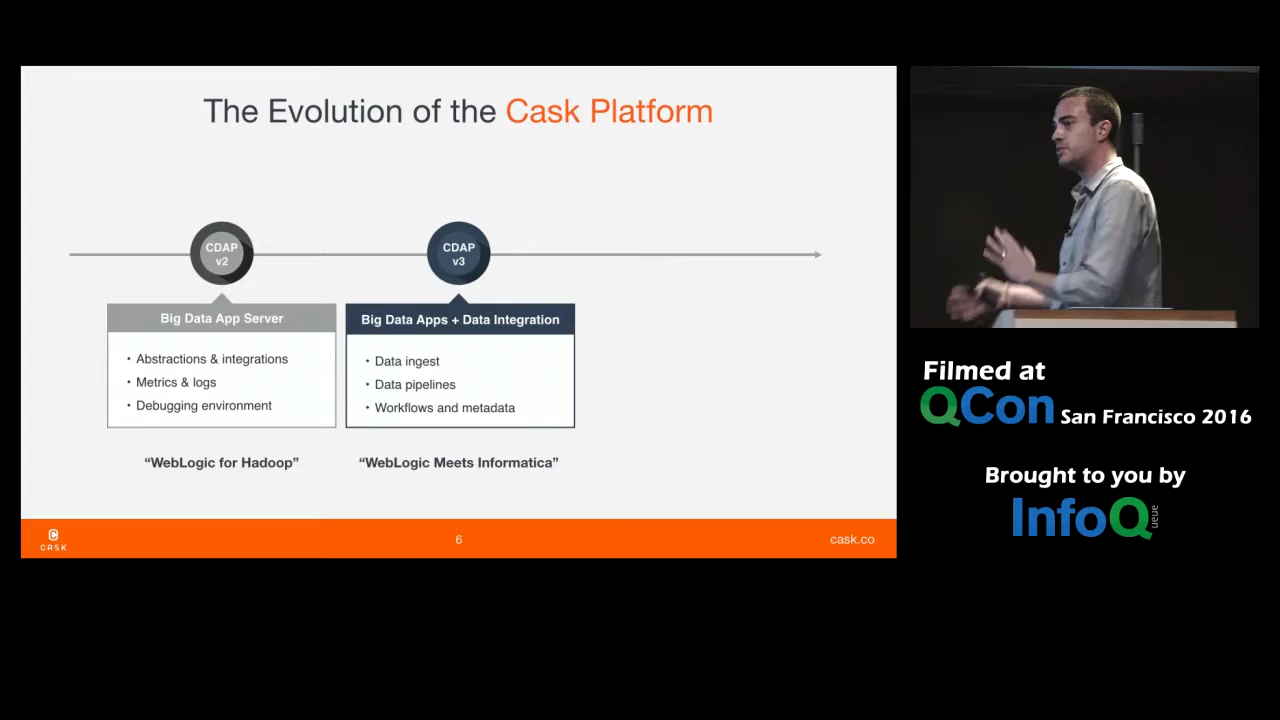 The Evolution of the Cask Platform
CDAP
v2
CDAP
v3
Big Data App Server
• Abstractions & integrations
• Metrics & logs
• Debugging environment
“WebLogic for Hadoop”
Big Data Apps + Data Integration
• Data ingest
• Data pipelines
• Workflows and metadata
“WebLogic Meets Informatica”
CASK
6
cask.co
Filmed at
QCon San Francisco 2016
Brought to you by
InfoQ
ueue